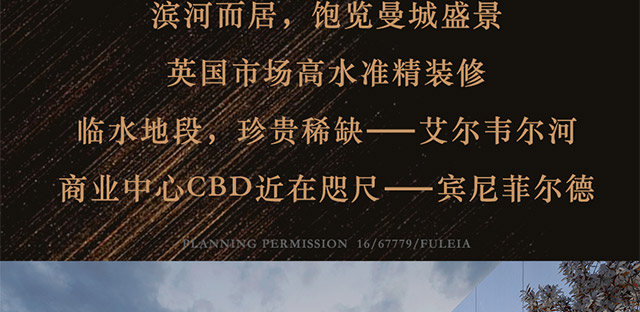 滨河而居，饱览曼城盛景
英国市场高水准精装修
临水地段，珍贵稀缺——艾尔韦尔河
商业中心CBD近在咫尺——宾尼菲尔德
PLANNING PERMISSION 16/67779/FULEIA